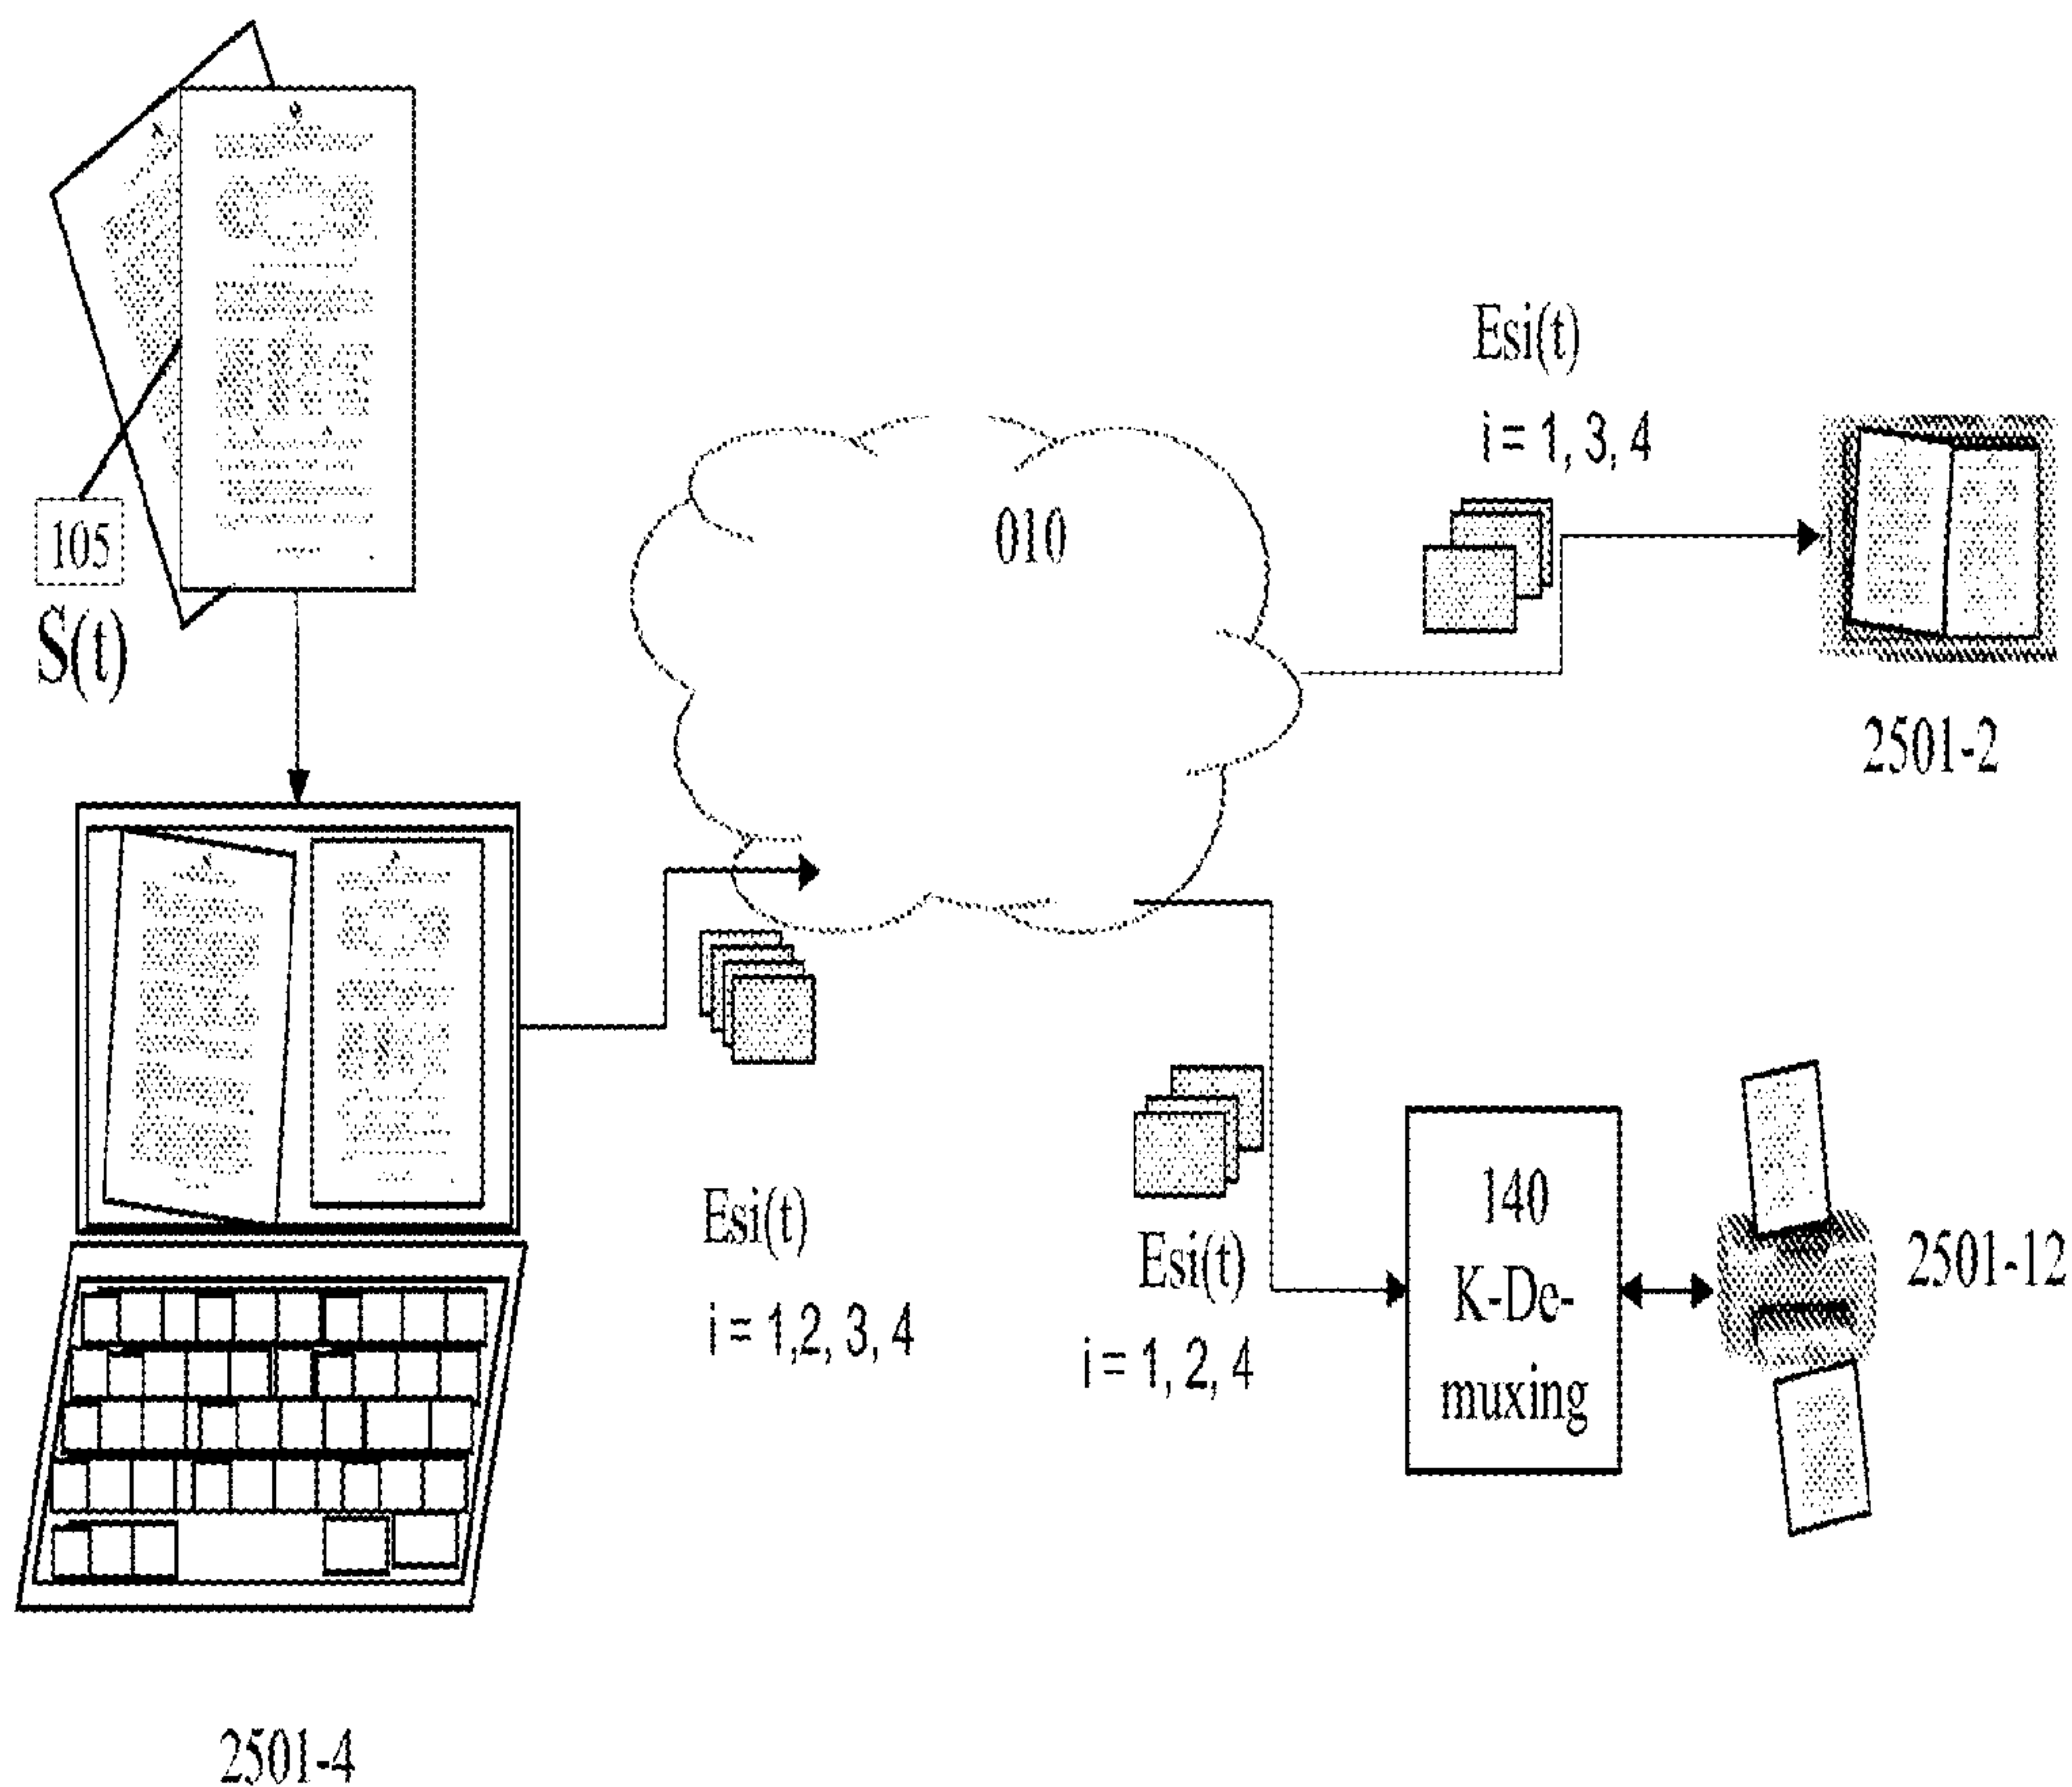 105
S(t)
010
Esi(t)
i = 1, 3, 4
2501-2
Esi(t)
i = 1,2, 3, 4
Esi(t)
i = 1, 2, 4
140
K-De-
muxing
2501-12
2501-4